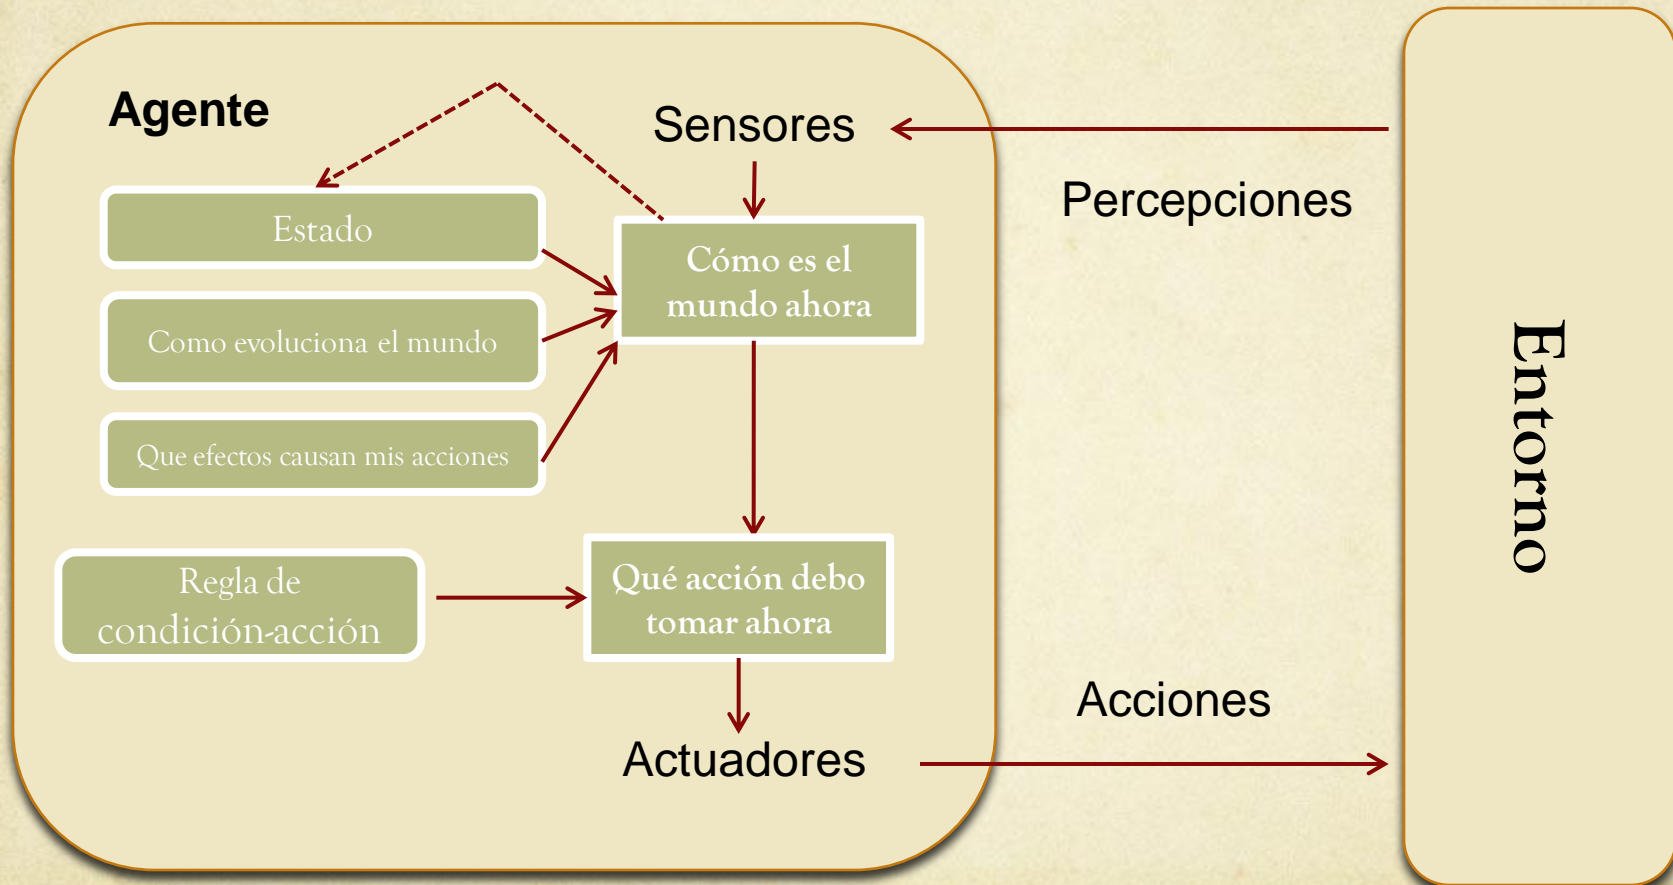 Agente
Sensores
Percepciones
Estado
Cómo es el
mundo ahora
Como evoluciona el mundo
Que efectos causan mis acciones
Regla de
condición-acción
Qué acción debo
tomar ahora
Acciones
Actuadores
Entorno